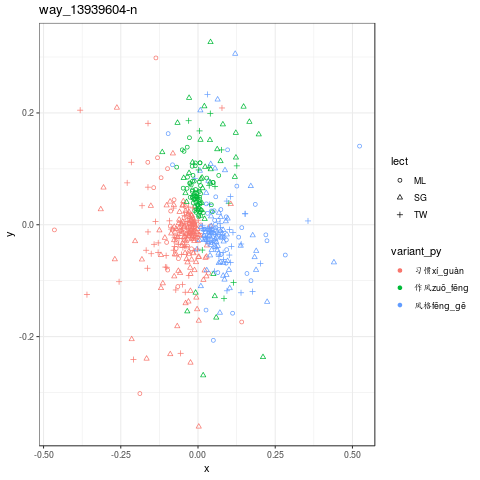 way_13939604-n
lect
ML
SG
TW
variant_py
习惯xí_guàn
作风zuō_fēng
风格fēng_gē
0.2
0.0
-0.2
y
-0.50
-0.25
0.00
0.25
0.50
x